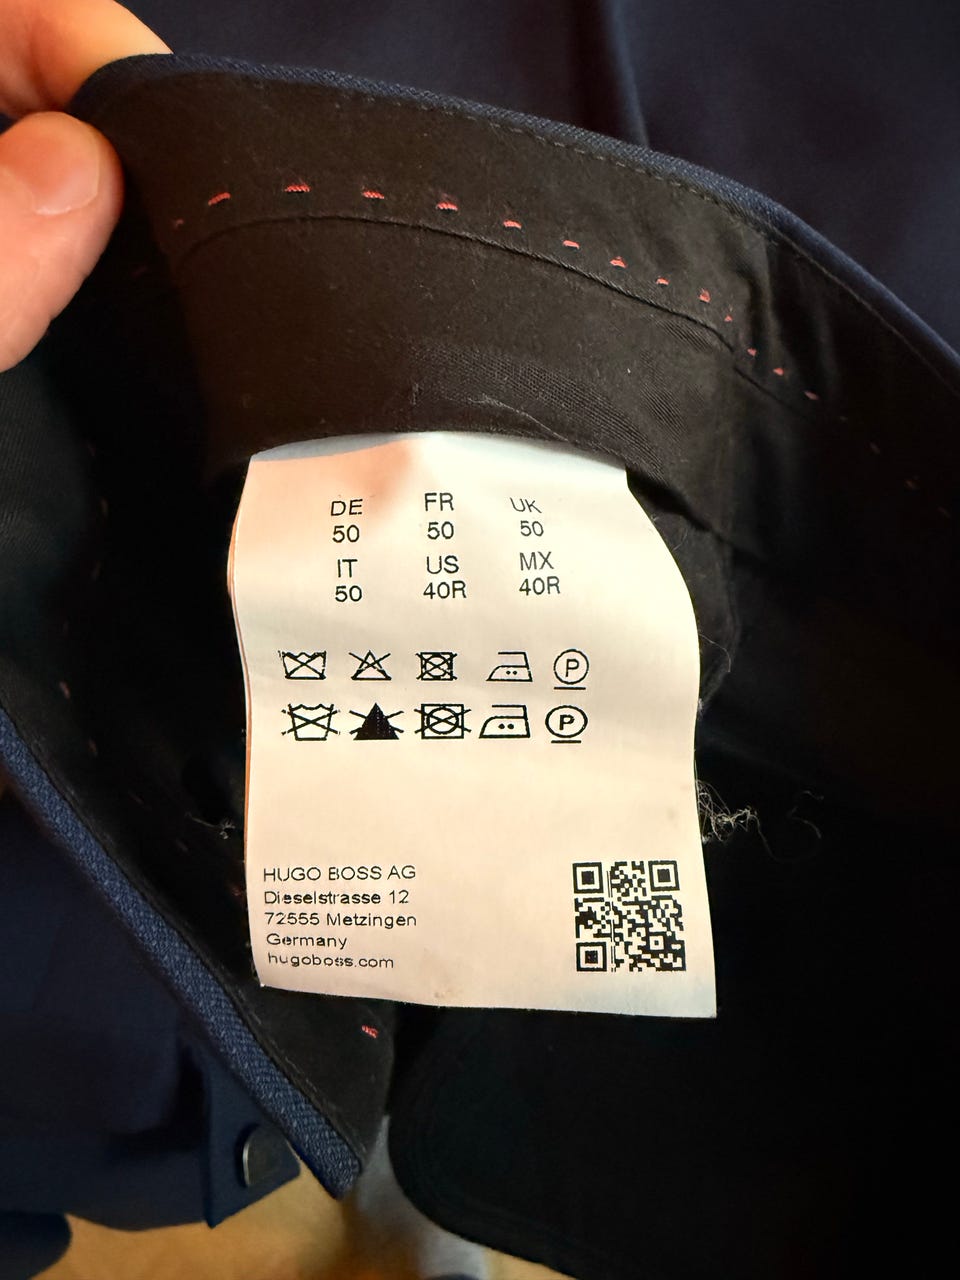 DE FR UK
50 50 50
IT US MX
50 40R 40R
P
P
HUGO BOSS AG
Dieselstrasse 12
72555 Metzingen
Germany
hugoboss.com